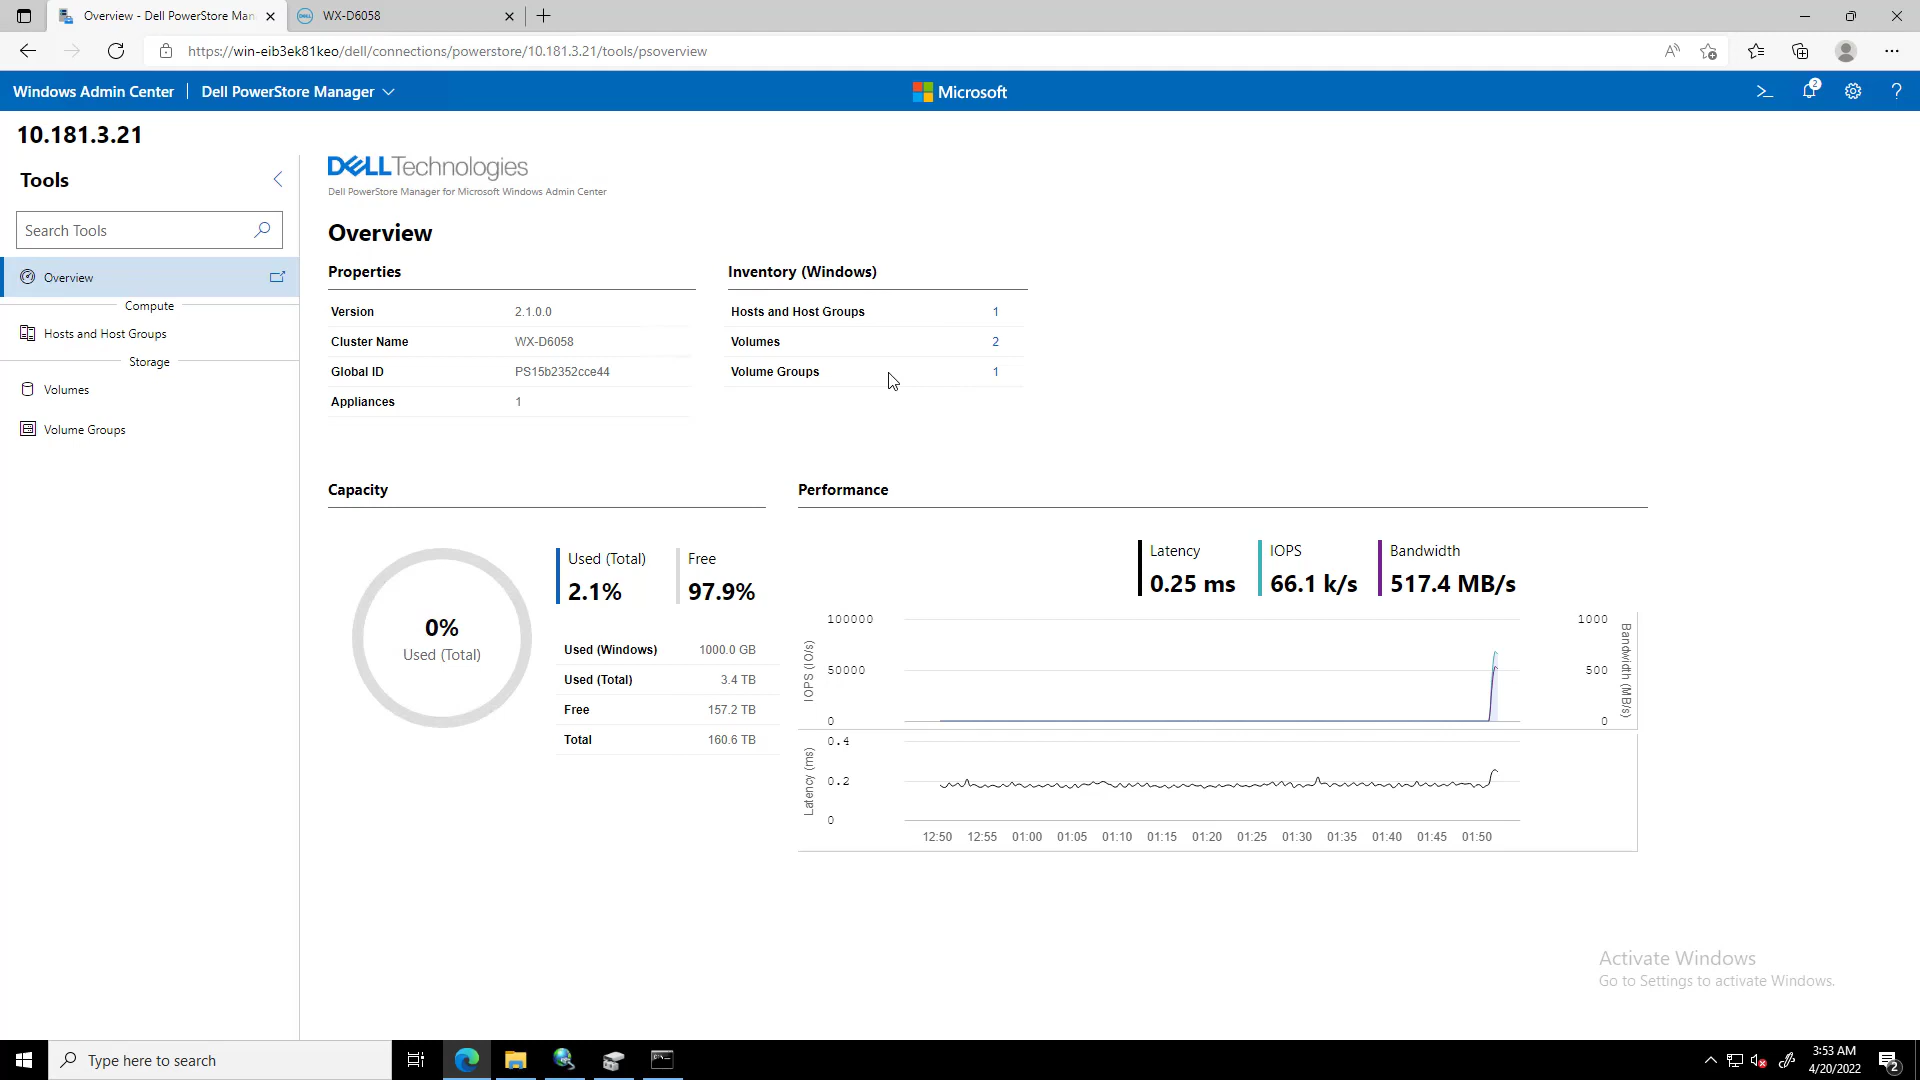 Overview - Dell PowerStore Man
WX-D6058
https://win-eib3ek81keo/dell/connections/powerstore/10.181.3.21/tools/psoverview
Windows Admin Center
Dell PowerStore Manager
Microsoft
2
10.181.3.21
Tools
Search Tools
Overview
Compute
Hosts and Host Groups
Storage
Volumes
Volume Groups
DELL Technologies
Dell PowerStore Manager for Microsoft Windows Admin Center
Overview
Properties
Version 2.1.0.0
Cluster Name WX-D6058
Global ID PS15b2352cce44
Appliances 1
Inventory (Windows)
Hosts and Host Groups 1
Volumes 2
Volume Groups 1
Capacity
0%
Used (Total)
Used (Total)
2.1%
Free
97.9%
Used (Windows) 1000.0 GB
Used (Total) 3.4 TB
Free 157.2 TB
Total 160.6 TB
Performance
Latency
0.25 ms
IOPS
66.1 k/s
Bandwidth
517.4 MB/s
IOPS (IO/s)
100000
50000
0
1000
500
0
Bandwidth (MB/s)
Latency (ms)
0.4
0.2
0
12:50 12:55 01:00 01:05 01:10 01:15 01:20 01:25 01:30 01:35 01:40 01:45 01:50
Activate Windows
Go to Settings to activate Windows.
Type here to search
3:53 AM
4/20/2022
2